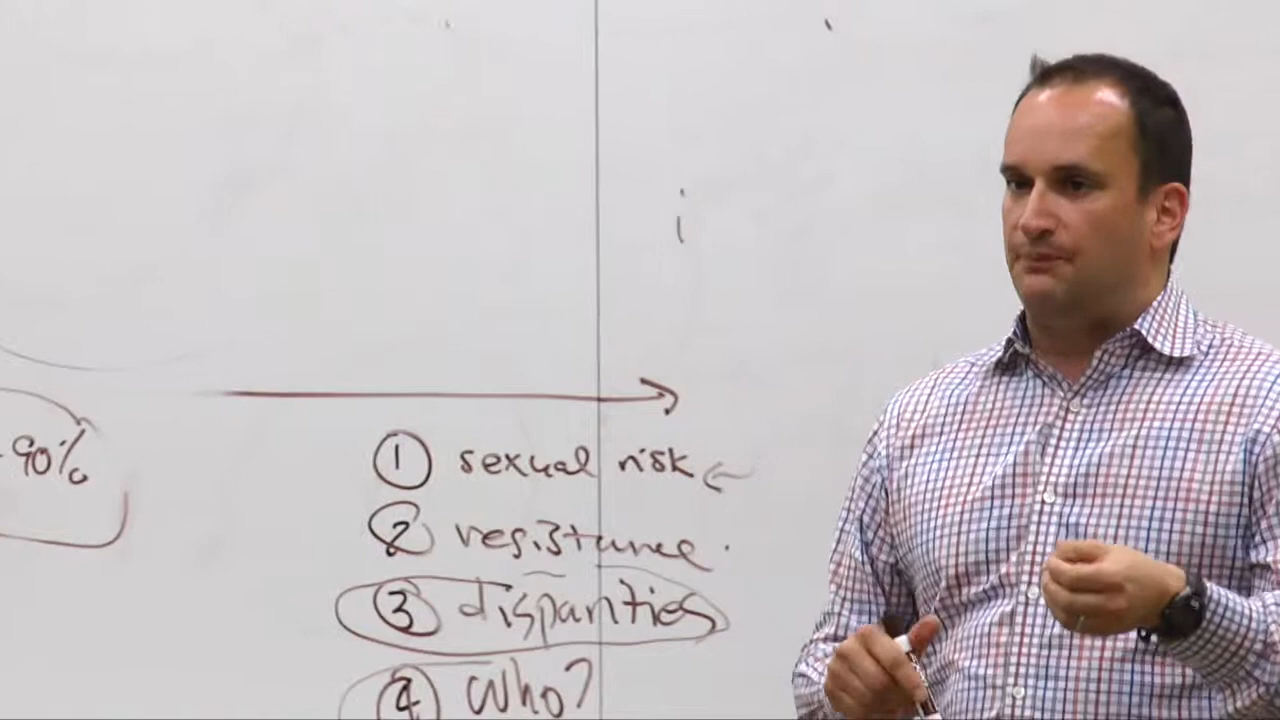 90%
① sexual risk ←
② resistance.
③ disparities
④ Who?